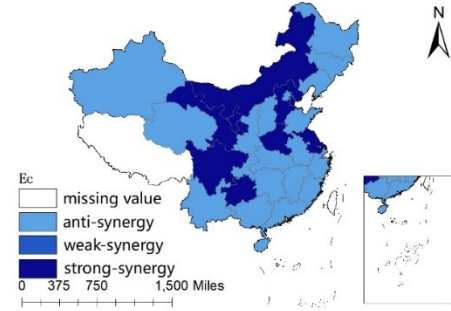 N
Ec
missing value
anti-synergy
weak-synergy
strong-synergy
0 375 750 1,500 Miles